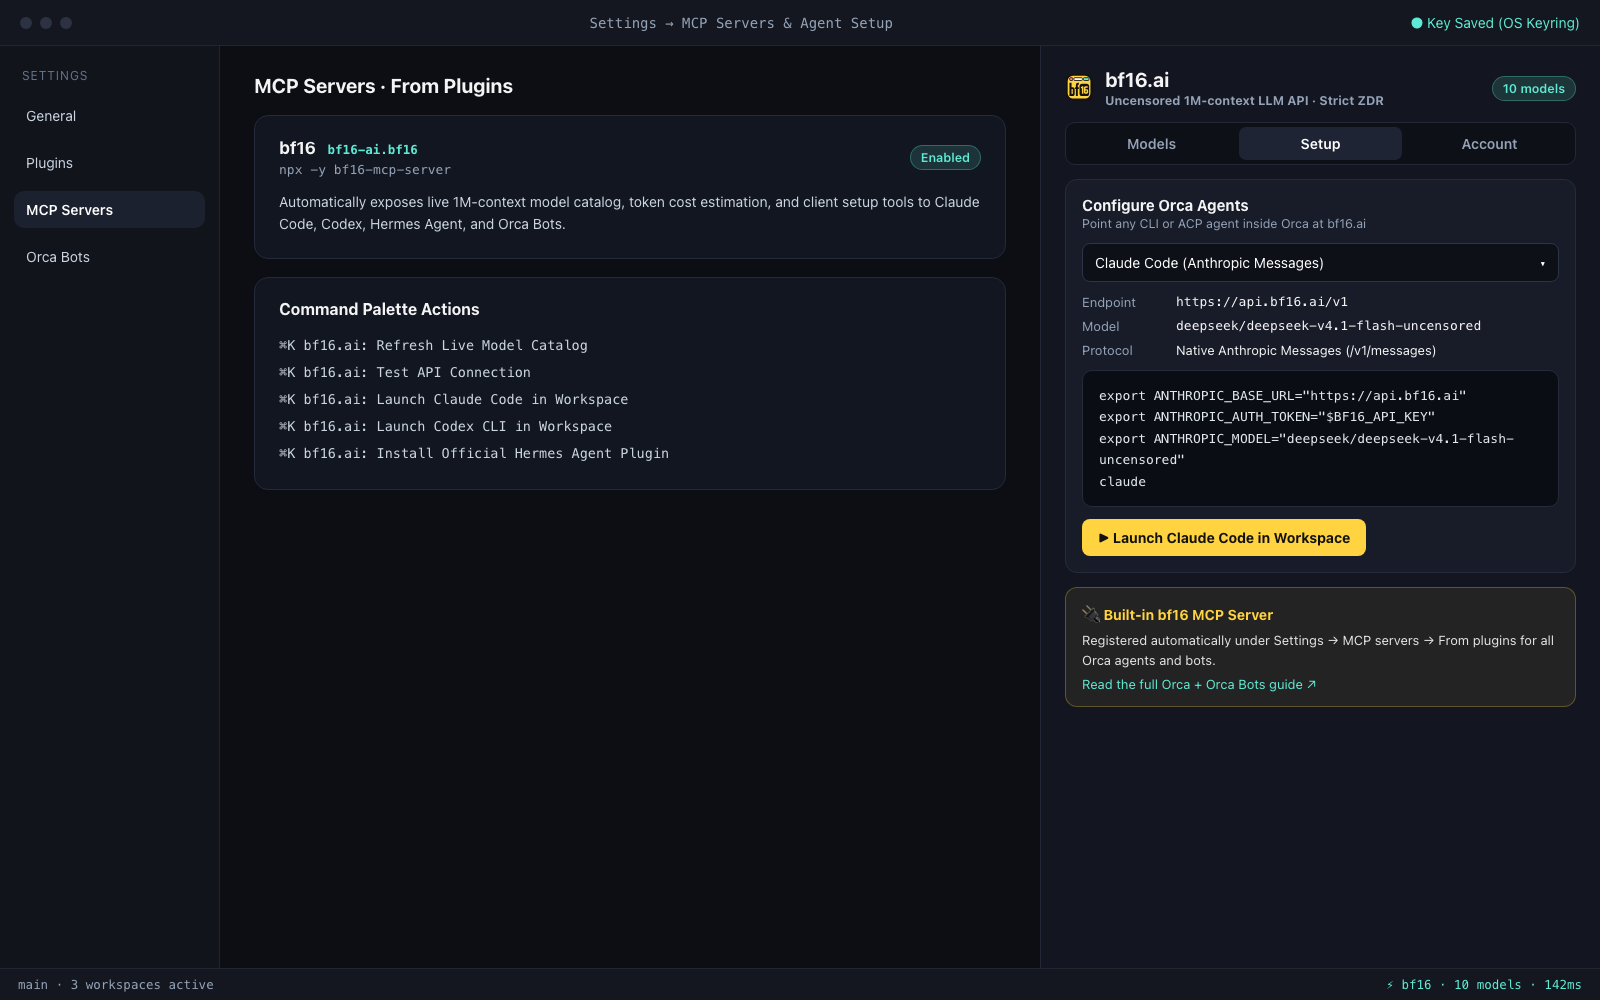 Settings → MCP Servers & Agent Setup
Key Saved (OS Keyring)
SETTINGS
General
Plugins
MCP Servers
Orca Bots
MCP Servers · From Plugins
bf16 bf16-ai.bf16
npx -y bf16-mcp-server
Enabled
Automatically exposes live 1M-context model catalog, token cost estimation, and client setup tools to Claude
Code, Codex, Hermes Agent, and Orca Bots.
Command Palette Actions
⌘K bf16.ai: Refresh Live Model Catalog
⌘K bf16.ai: Test API Connection
⌘K bf16.ai: Launch Claude Code in Workspace
⌘K bf16.ai: Launch Codex CLI in Workspace
⌘K bf16.ai: Install Official Hermes Agent Plugin
bf16
bf16.ai
Uncensored 1M-context LLM API · Strict ZDR
10 models
Models Setup Account
Configure Orca Agents
Point any CLI or ACP agent inside Orca at bf16.ai
Claude Code (Anthropic Messages)
Endpoint https://api.bf16.ai/v1
Model deepseek/deepseek-v4.1-flash-uncensored
Protocol Native Anthropic Messages (/v1/messages)
export ANTHROPIC_BASE_URL="https://api.bf16.ai"
export ANTHROPIC_AUTH_TOKEN="$BF16_API_KEY"
export ANTHROPIC_MODEL="deepseek/deepseek-v4.1-flash-
uncensored"
claude
▶ Launch Claude Code in Workspace
🔌 Built-in bf16 MCP Server
Registered automatically under Settings → MCP servers → From plugins for all
Orca agents and bots.
Read the full Orca + Orca Bots guide ↗
main · 3 workspaces active
⚡ bf16 · 10 models · 142ms